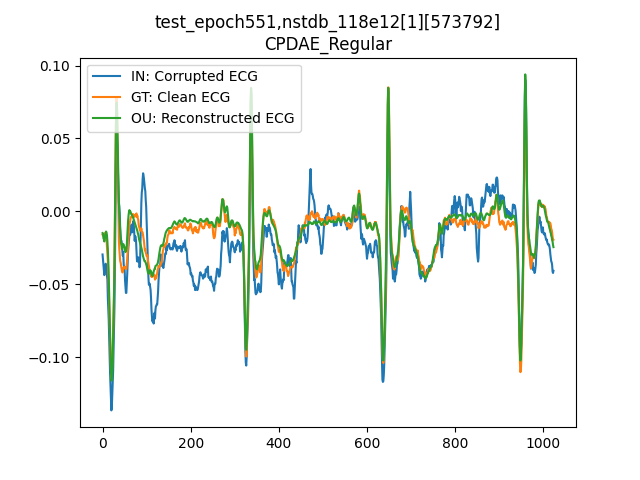 test_epoch551,nstdb_118e12[1][573792]
CPDAE_Regular
IN: Corrupted ECG
GT: Clean ECG
OU: Reconstructed ECG
0.10
0.05
0.00
−0.05
−0.10
0
200
400
600
800
1000